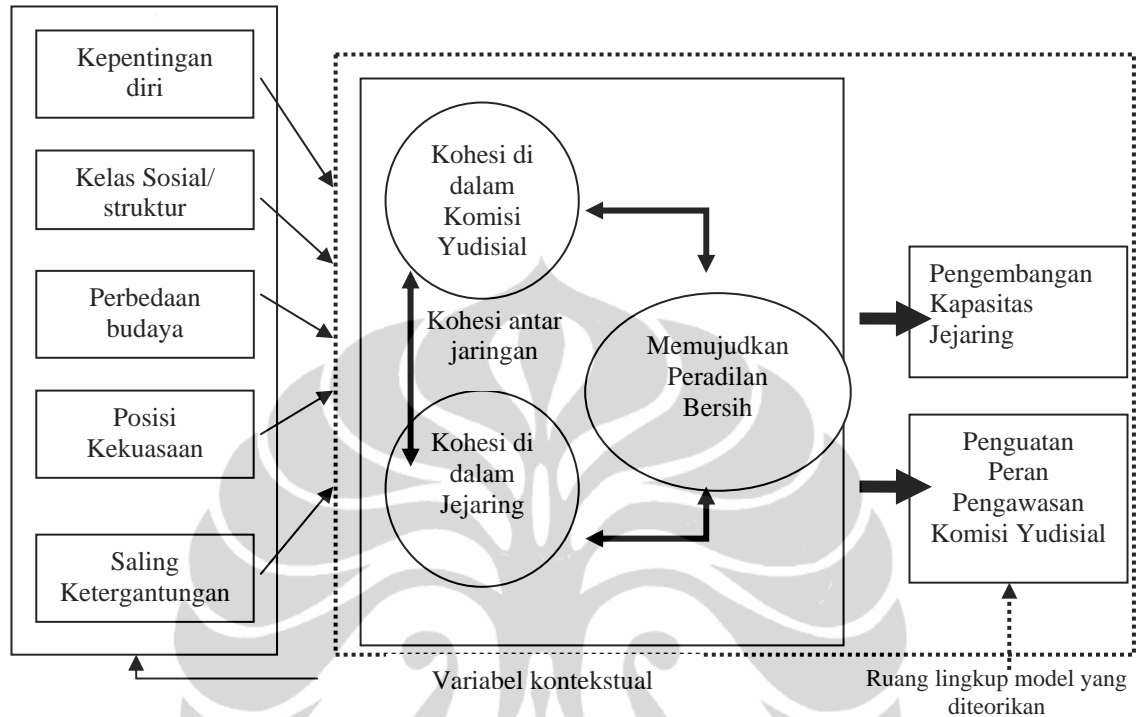 Kepentingan
diri
Kelas Sosial/
struktur
Perbedaan
budaya
Posisi
Kekuasaan
Saling
Ketergantungan
Kohesi di
dalam
Komisi
Yudisial
Kohesi antar
jaringan
Kohesi di
dalam
Jejaring
Memujudkan
Peradilan
Bersih
Pengembangan
Kapasitas
Jejaring
Penguatan
Peran
Pengawasan
Komisi Yudisial
Variabel kontekstual
Ruang lingkup model yang
diteorikan